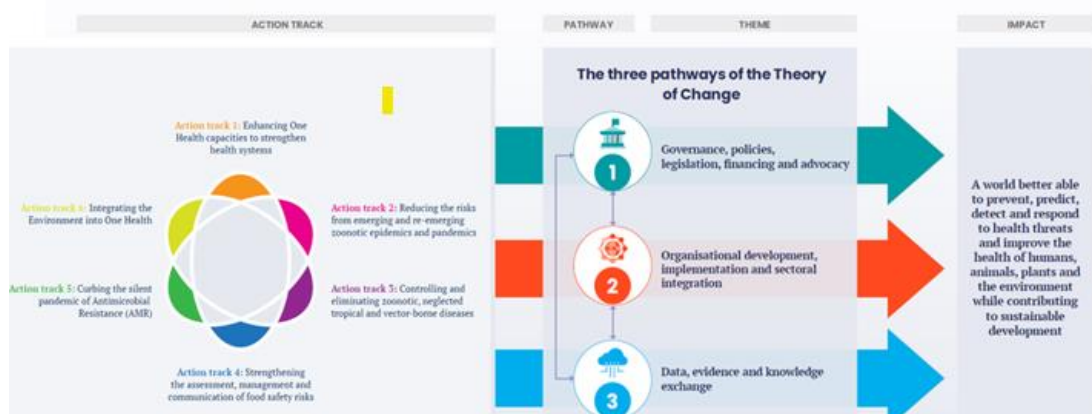 ACTION TRACK
PATHWAY
THEME
IMPACT
Action track 1: Enhancing One
Health capacities to strengthen
health systems
Action track 6: Integrating the
Environment into One Health
Action track 2: Reducing the risks
from emerging and re-emerging
zoonotic epidemics and pandemics
Action track 5: Curbing the silent
pandemic of Antimicrobial
Resistance (AMR)
Action track 3: Controlling and
eliminating zoonotic, neglected
tropical and vector-borne diseases
Action track 4: Strengthening
the assessment, management and
communication of food safety risks
The three pathways of the Theory
of Change
1
Governance, policies,
legislation, financing and advocacy
2
Organisational development,
implementation and sectoral
integration
3
Data, evidence and knowledge
exchange
A world better able
to prevent, predict,
detect and respond
to health threats
and improve the
health of humans,
animals, plants and
the environment
while contributing
to sustainable
development